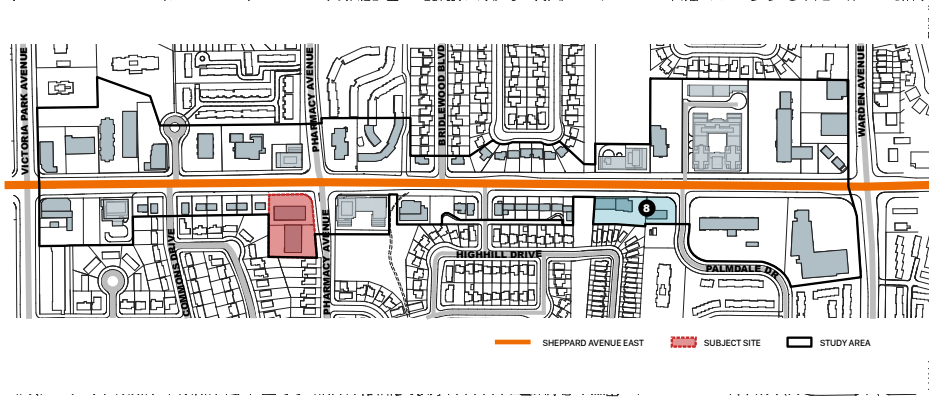 VICTORIA PARK AVENUE
PHARMACY AVENUE
BRIDLEWOOD BLVD
WARDEN AVENUE
8
COMMONS DRIVE
PHARMACY AVENUE
HIGHHILL DRIVE
PALMDALE DR
SHEPPARD AVENUE EAST
SUBJECT SITE
STUDY AREA